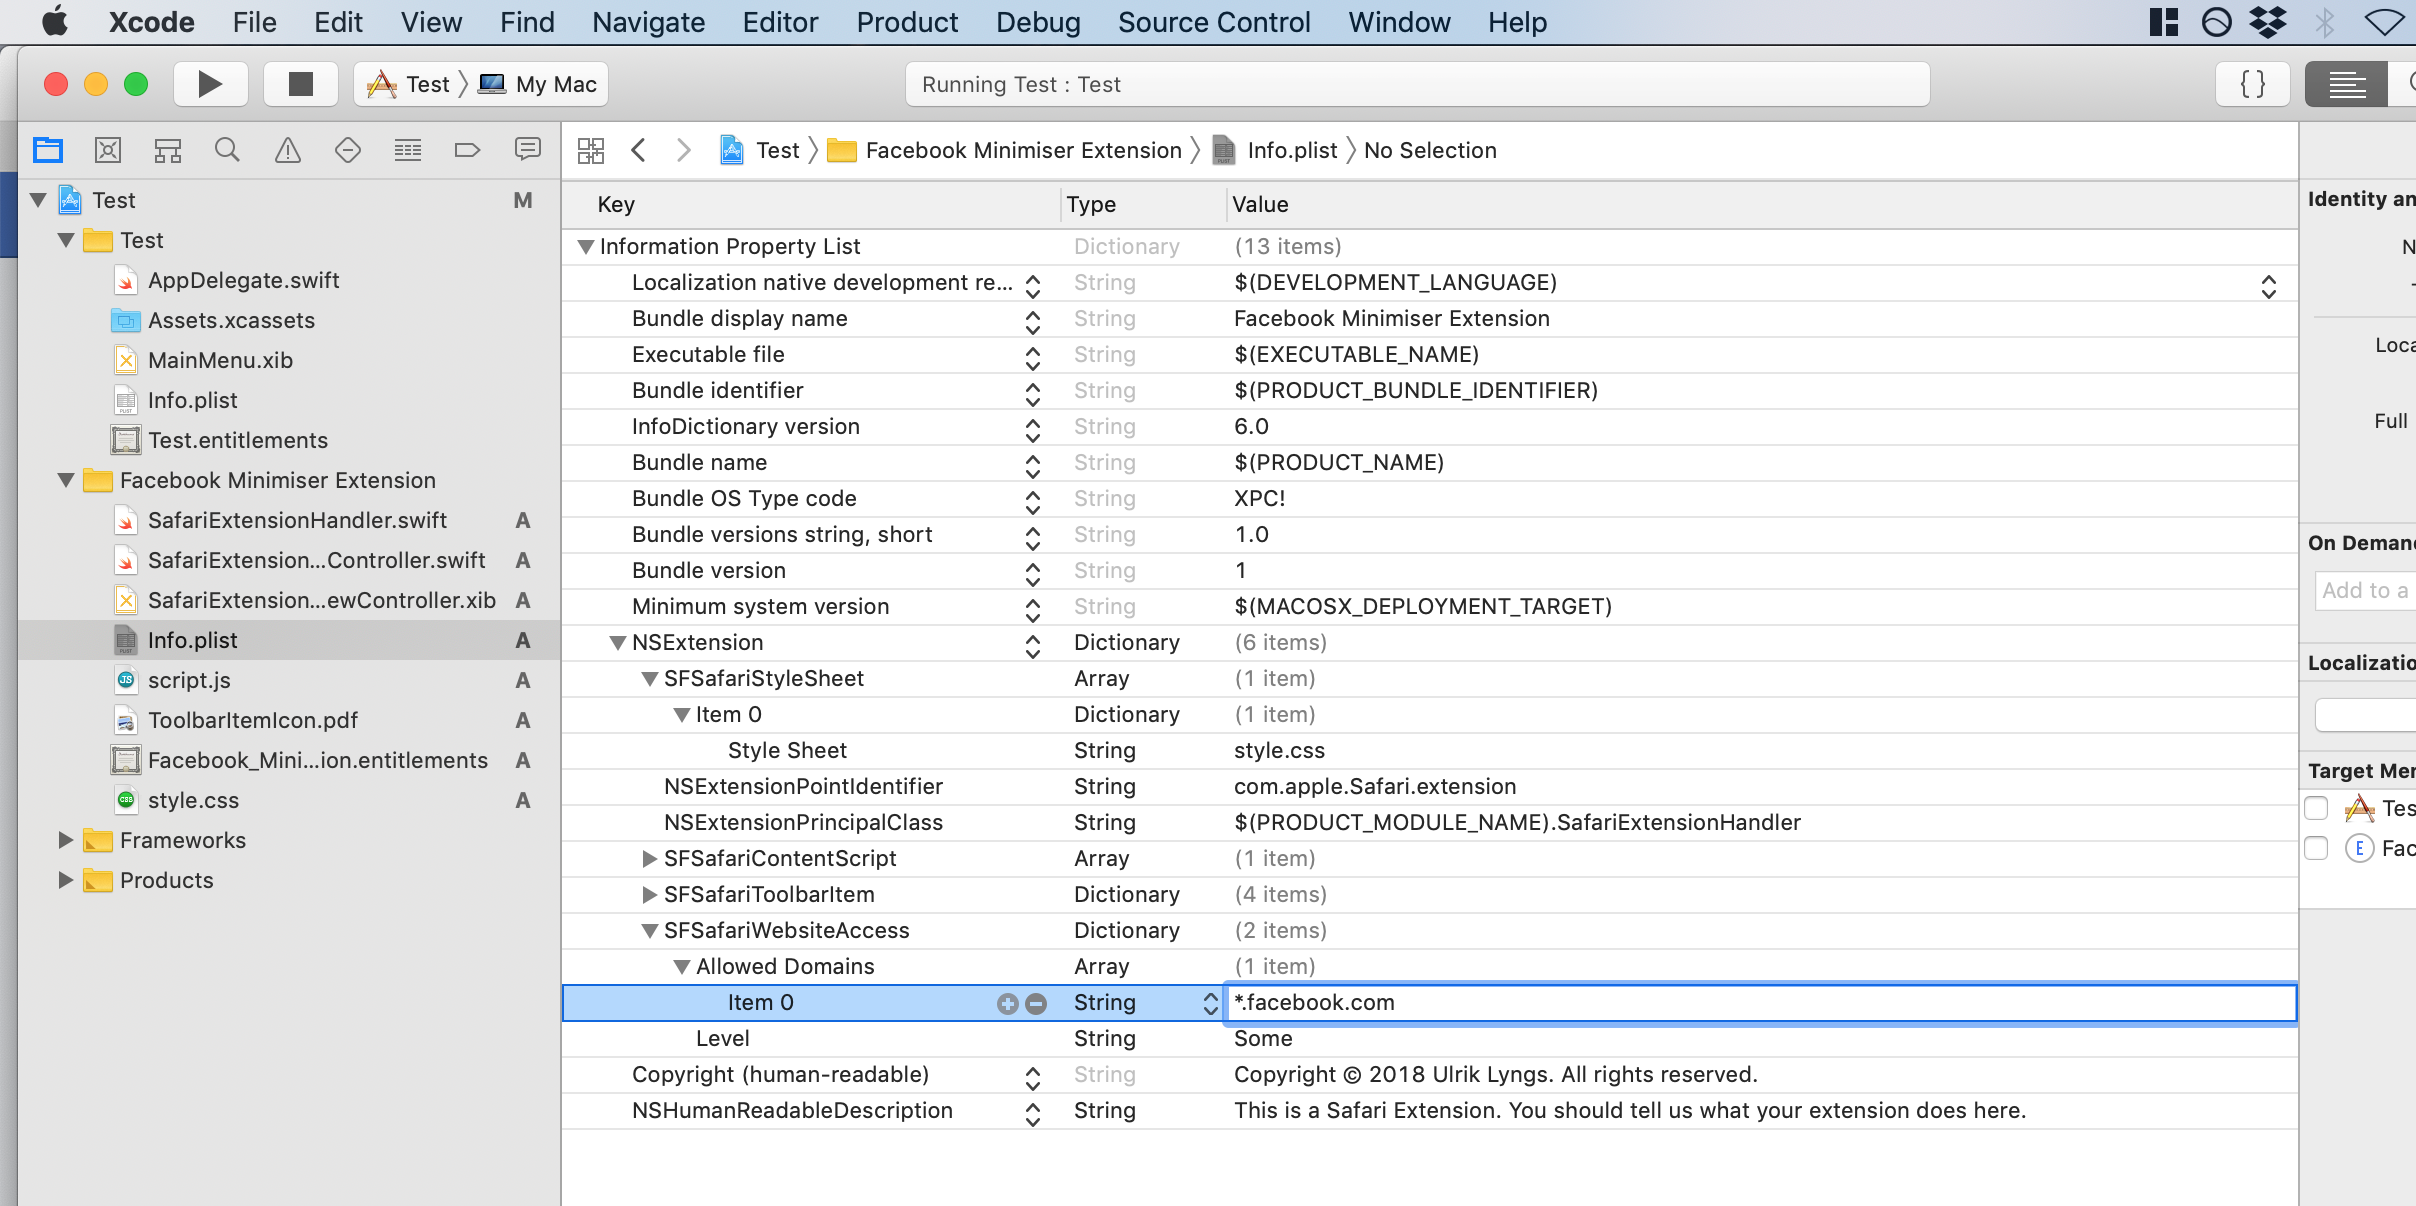 Xcode File Edit View Find Navigate Editor Product Debug Source Control Window Help
Test My Mac Running Test : Test {}
Test Facebook Minimiser Extension Info.plist No Selection
Test M
Test
AppDelegate.swift
Assets.xcassets
MainMenu.xib
Info.plist
Test.entitlements
Facebook Minimiser Extension
SafariExtensionHandler.swift A
SafariExtension...Controller.swift A
SafariExtension...ewController.xib A
Info.plist A
script.js A
ToolbarItemIcon.pdf A
Facebook_Mini...ion.entitlements A
style.css A
Frameworks
Products
Key Type Value
Information Property List Dictionary (13 items)
Localization native development re... String $(DEVELOPMENT_LANGUAGE)
Bundle display name String Facebook Minimiser Extension
Executable file String $(EXECUTABLE_NAME)
Bundle identifier String $(PRODUCT_BUNDLE_IDENTIFIER)
InfoDictionary version String 6.0
Bundle name String $(PRODUCT_NAME)
Bundle OS Type code String XPC!
Bundle versions string, short String 1.0
Bundle version String 1
Minimum system version String $(MACOSX_DEPLOYMENT_TARGET)
NSExtension Dictionary (6 items)
SFSafariStyleSheet Array (1 item)
Item 0 Dictionary (1 item)
Style Sheet String style.css
NSExtensionPointIdentifier String com.apple.Safari.extension
NSExtensionPrincipalClass String $(PRODUCT_MODULE_NAME).SafariExtensionHandler
SFSafariContentScript Array (1 item)
SFSafariToolbarItem Dictionary (4 items)
SFSafariWebsiteAccess Dictionary (2 items)
Allowed Domains Array (1 item)
Item 0 String *.facebook.com
Level String Some
Copyright (human-readable) String Copyright © 2018 Ulrik Lyngs. All rights reserved.
NSHumanReadableDescription String This is a Safari Extension. You should tell us what your extension does here.
Identity an
N
Loca
Full
On Deman
Add to a
Localizatio
Target Mer
Tes
E Fac